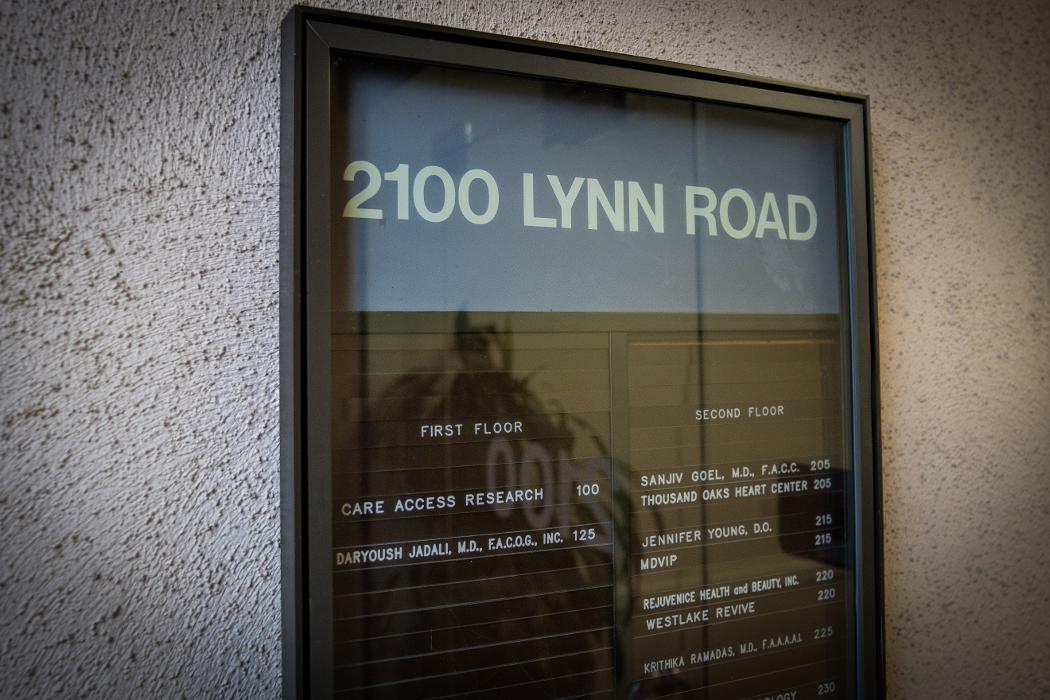 2100 LYNN ROAD
FIRST FLOOR
CARE ACCESS RESEARCH 100
DARYOUSH JADALI, M.D., F.A.C.O.G., INC. 125
SECOND FLOOR
SANJIV GOEL, M.D., F.A.C.C. 205
THOUSAND OAKS HEART CENTER 205
JENNIFER YOUNG, D.O. 215
MDVIP 215
REJUVENICE HEALTH and BEAUTY, INC. 220
WESTLAKE REVIVE 220
KRITHIKA RAMADAS, M.D., F.A.A.A.A.I. 225
230